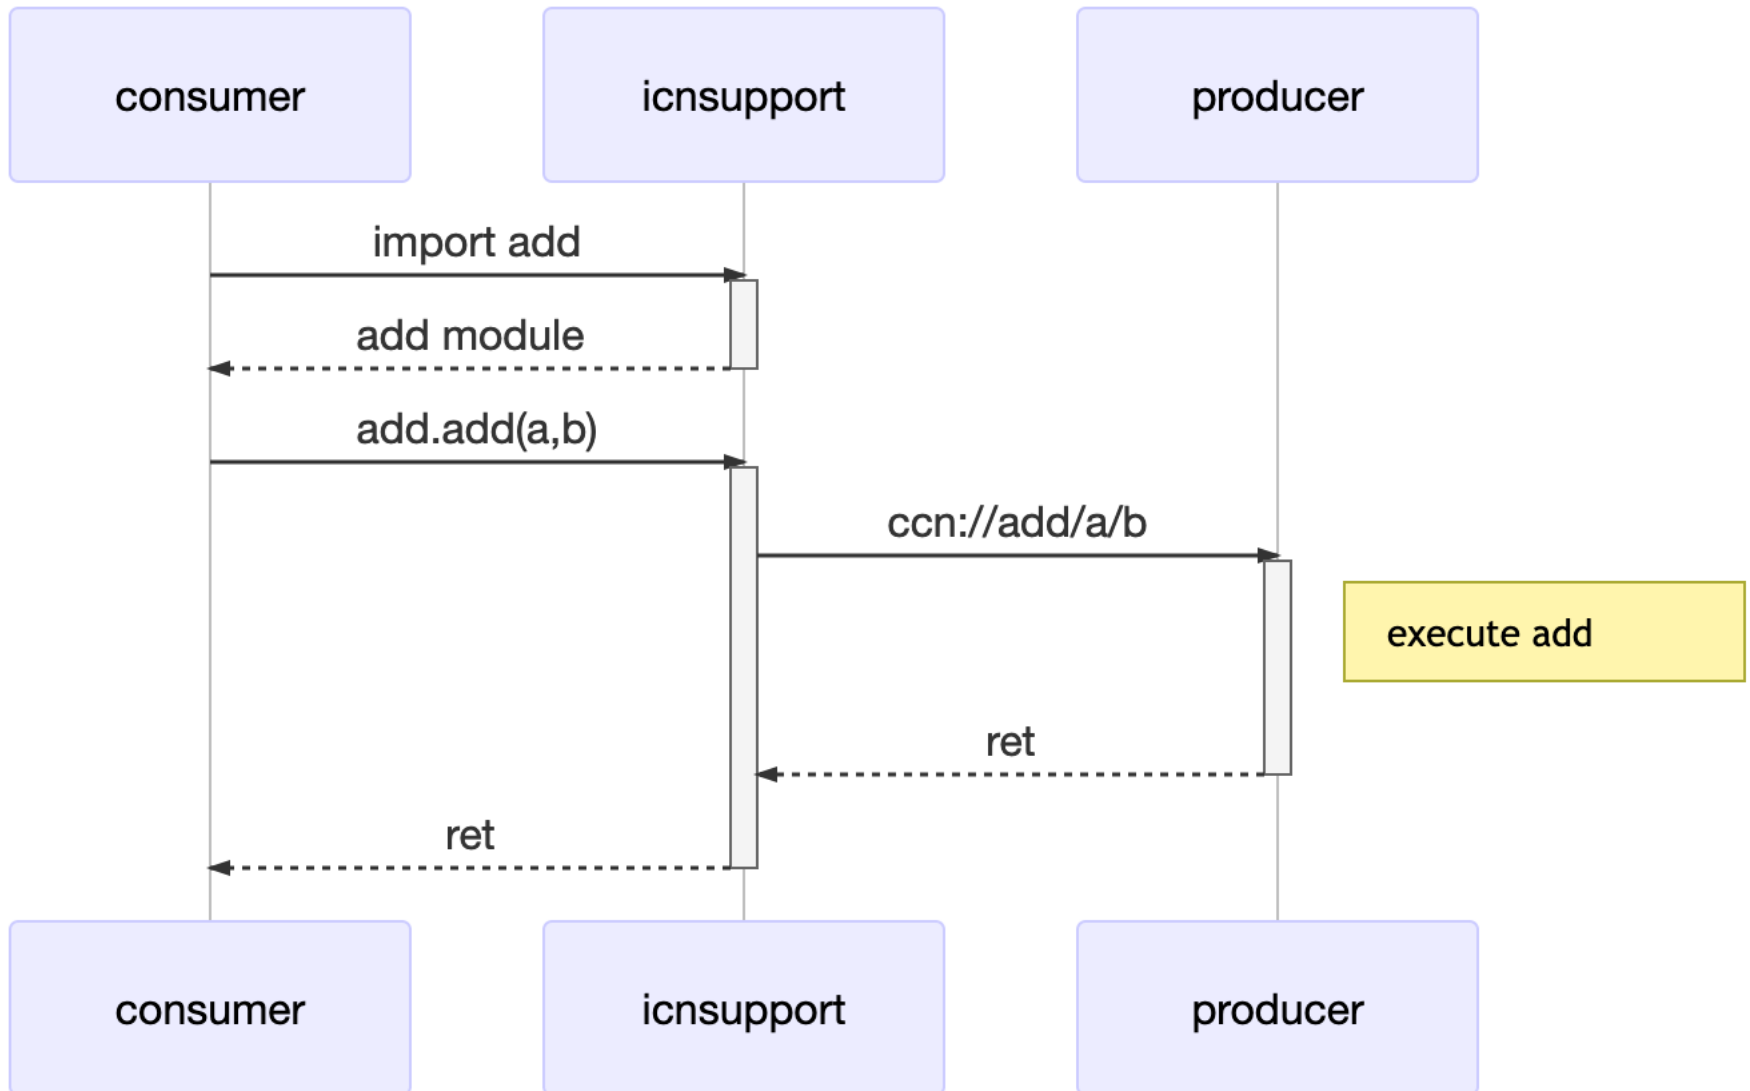 consumer
icnsupport
producer
import add
add module
add.add(a,b)
ccn://add/a/b
execute add
ret
ret
consumer
icnsupport
producer